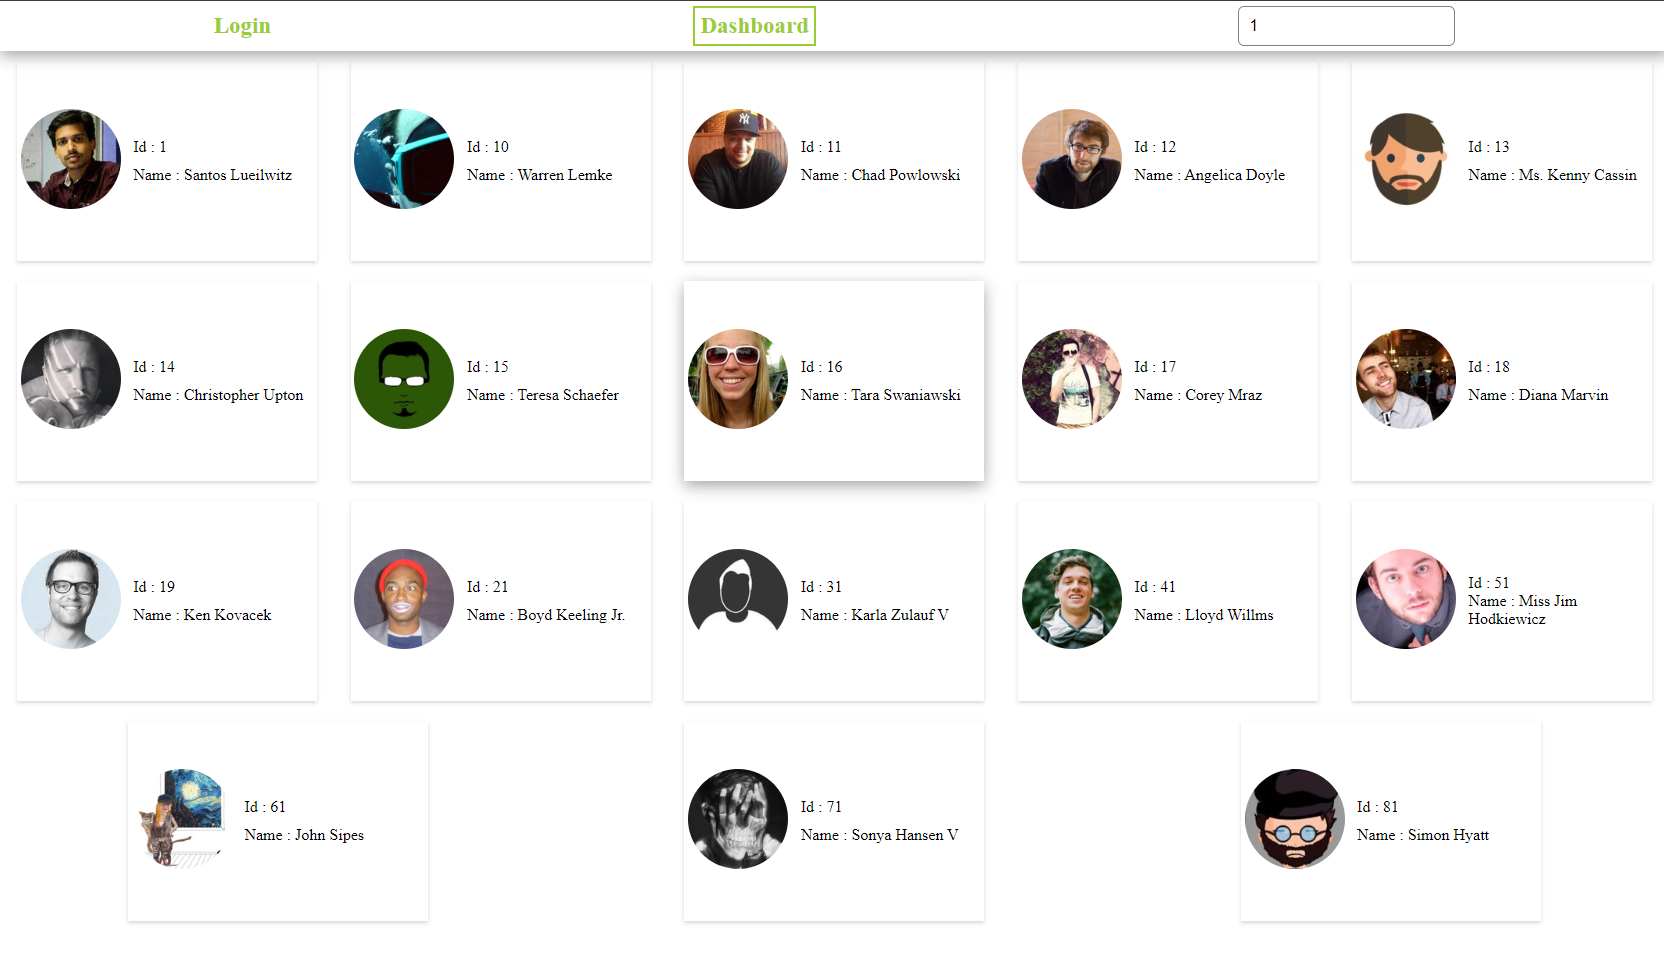 Login
Dashboard
1
Id : 1
Name : Santos Lueilwitz
Id : 10
Name : Warren Lemke
Id : 11
Name : Chad Powlowski
Id : 12
Name : Angelica Doyle
Id : 13
Name : Ms. Kenny Cassin
Id : 14
Name : Christopher Upton
Id : 15
Name : Teresa Schaefer
Id : 16
Name : Tara Swaniawski
Id : 17
Name : Corey Mraz
Id : 18
Name : Diana Marvin
Id : 19
Name : Ken Kovacek
Id : 21
Name : Boyd Keeling Jr.
Id : 31
Name : Karla Zulauf V
Id : 41
Name : Lloyd Willms
Id : 51
Name : Miss Jim
Hodkiewicz
Id : 61
Name : John Sipes
Id : 71
Name : Sonya Hansen V
Id : 81
Name : Simon Hyatt